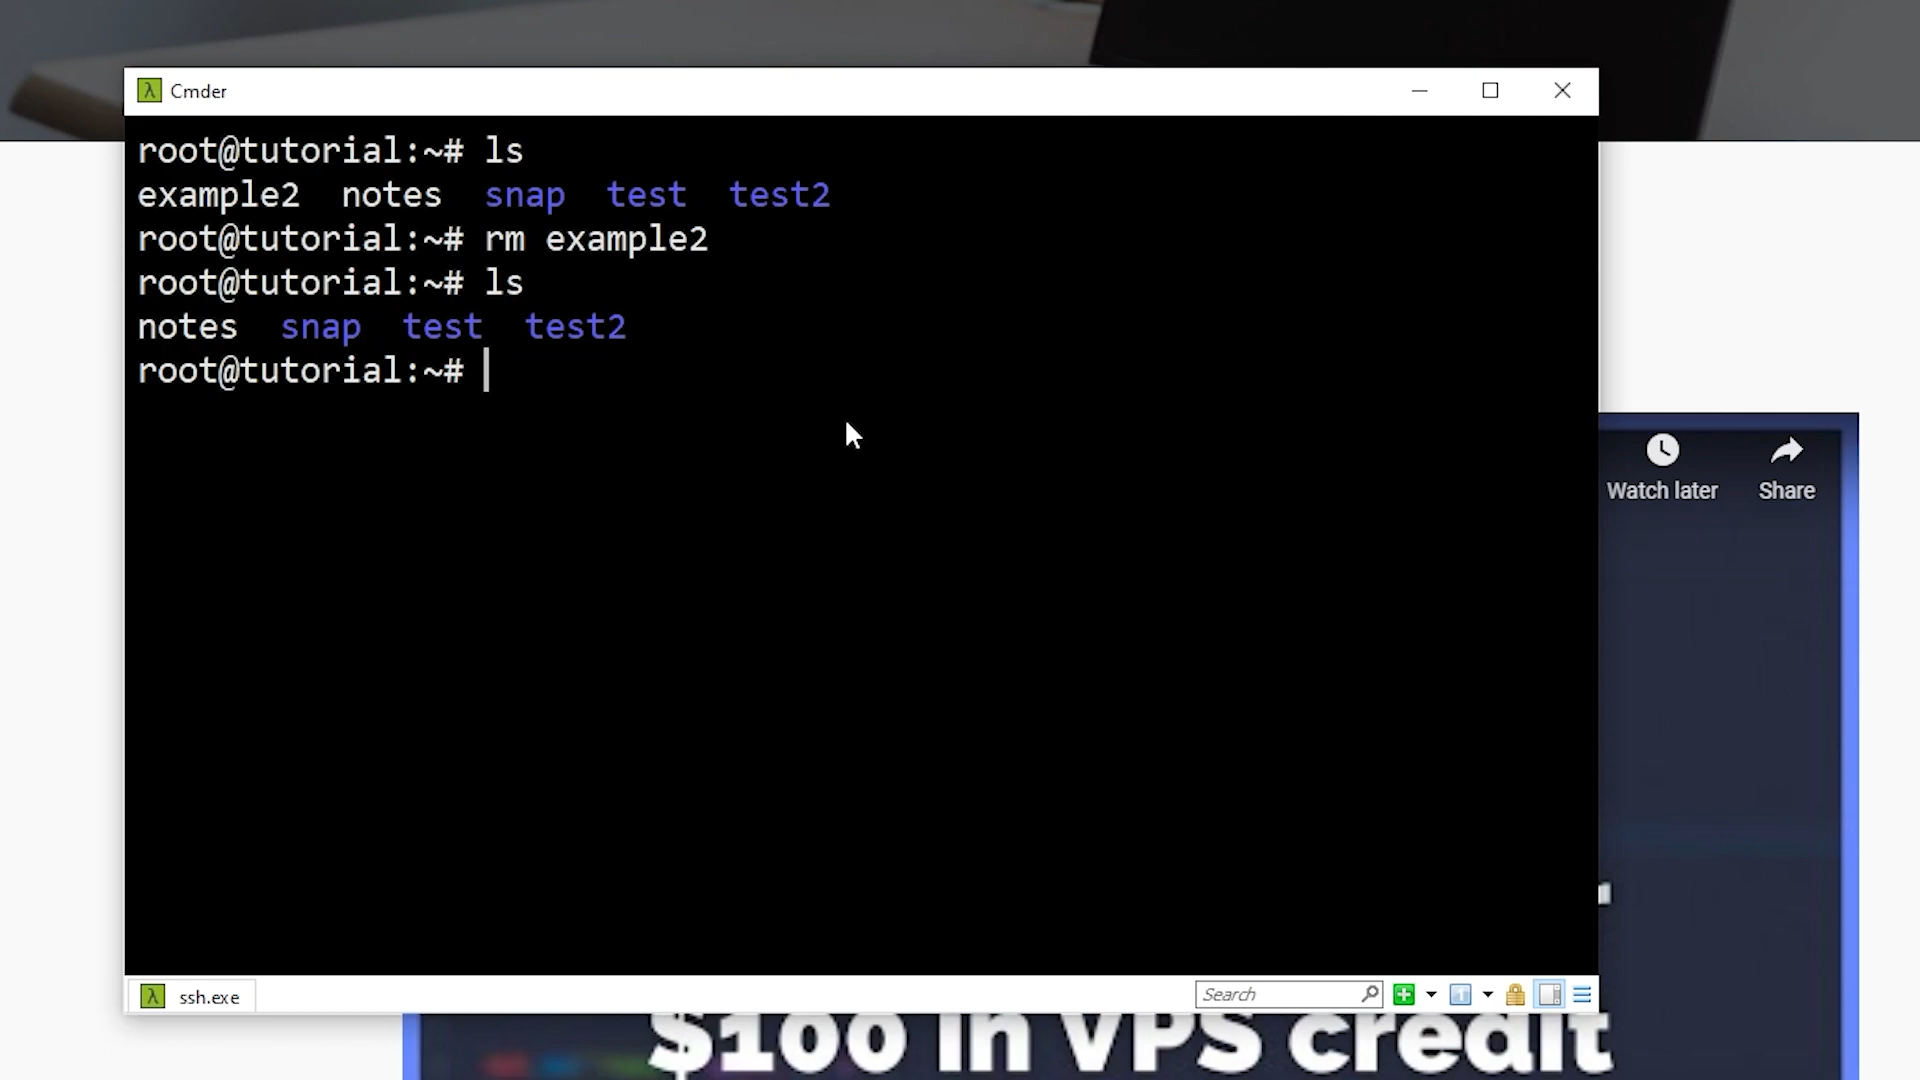 Cmder
root@tutorial:~# ls
example2 notes snap test test2
root@tutorial:~# rm example2
root@tutorial:~# ls
notes snap test test2
root@tutorial:~#
Watch later Share
ssh.exe Search
$100 in VPS credit